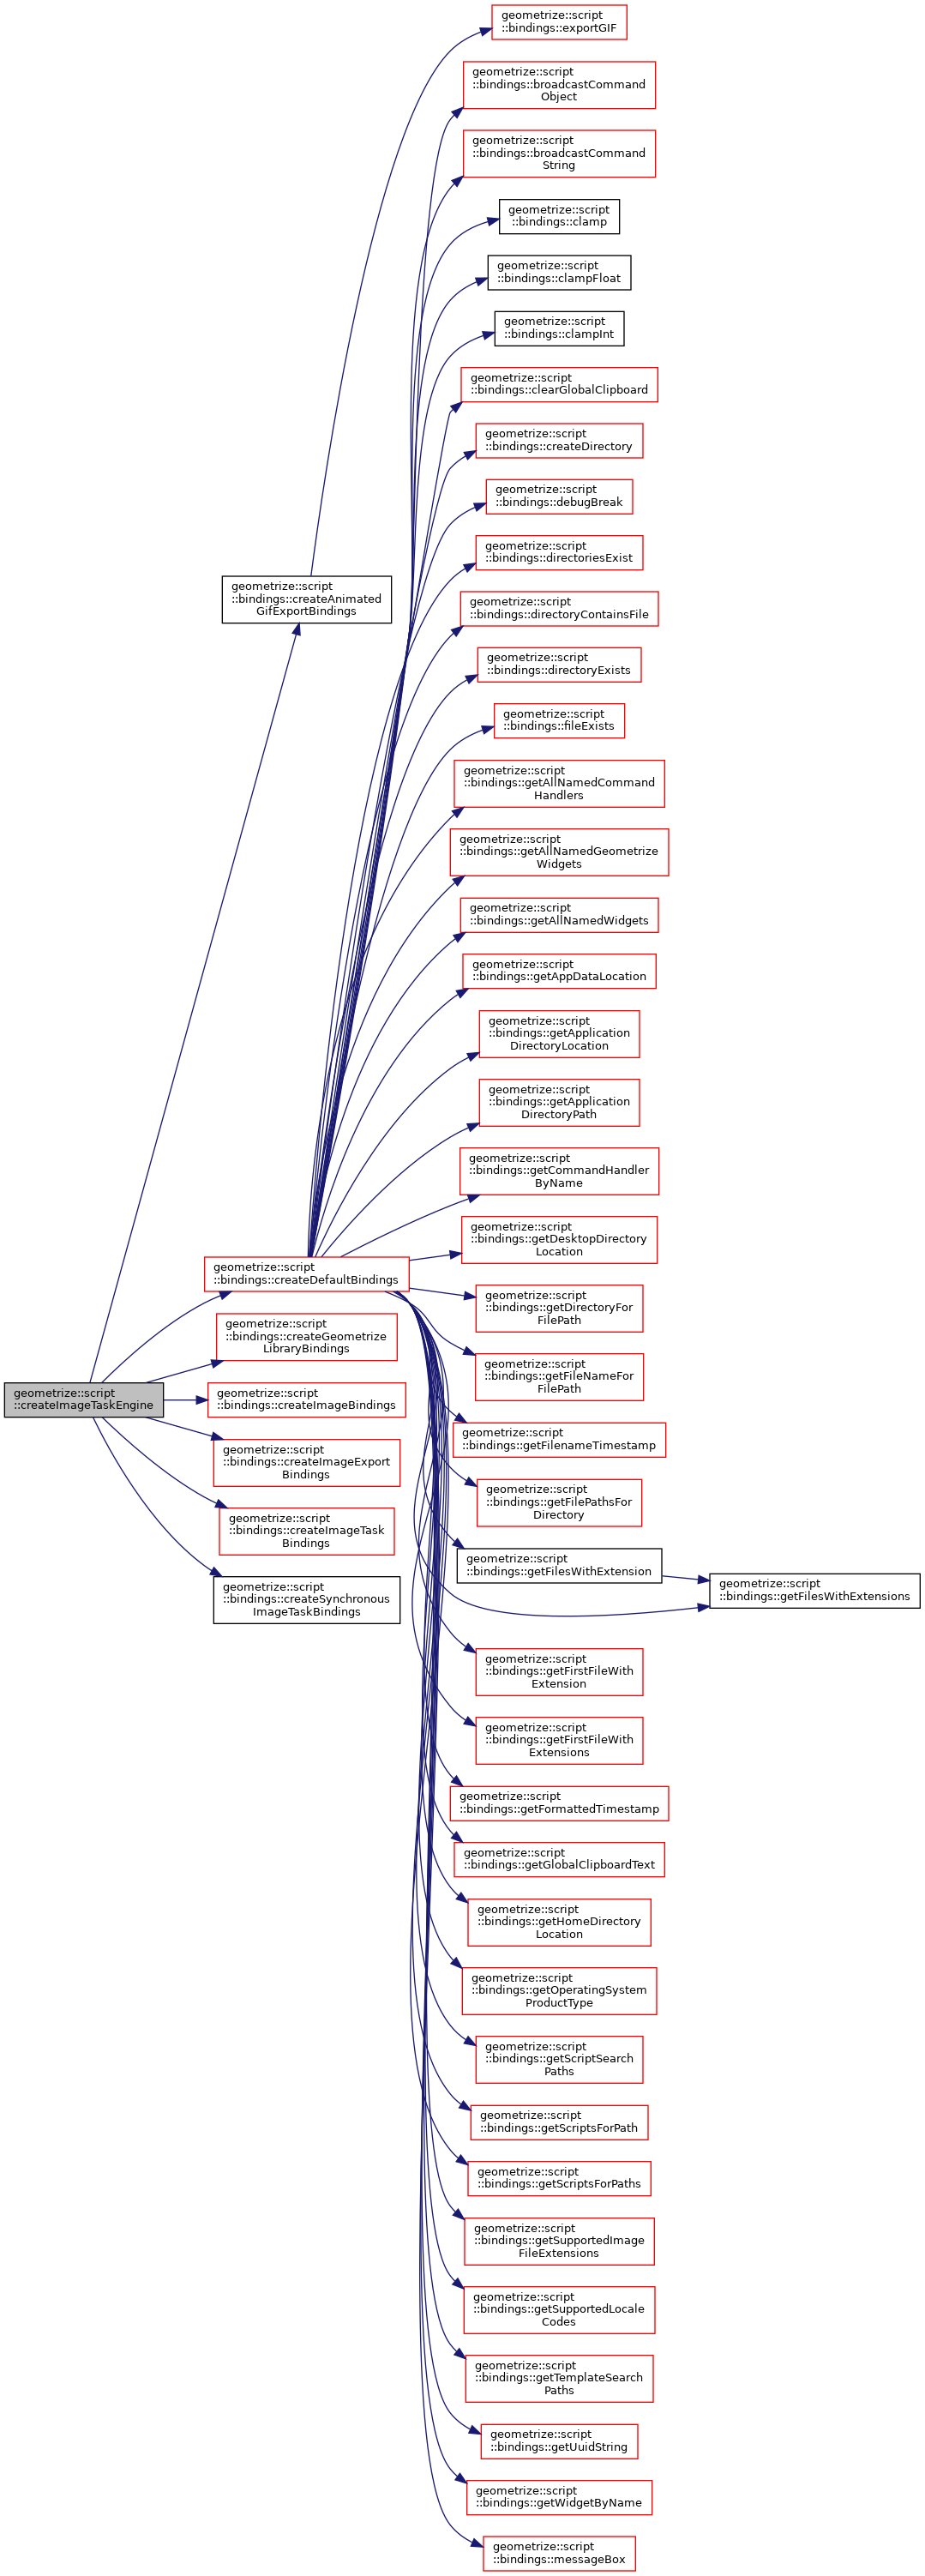 geometrize::script
::createImageTaskEngine
geometrize::script
::bindings::createAnimated
GifExportBindings
geometrize::script
::bindings::createDefaultBindings
geometrize::script
::bindings::createGeometrize
LibraryBindings
geometrize::script
::bindings::createImageBindings
geometrize::script
::bindings::createImageExport
Bindings
geometrize::script
::bindings::createImageTask
Bindings
geometrize::script
::bindings::createSynchronous
ImageTaskBindings
geometrize::script
::bindings::exportGIF
geometrize::script
::bindings::broadcastCommand
Object
geometrize::script
::bindings::broadcastCommand
String
geometrize::script
::bindings::clamp
geometrize::script
::bindings::clampFloat
geometrize::script
::bindings::clampInt
geometrize::script
::bindings::clearGlobalClipboard
geometrize::script
::bindings::createDirectory
geometrize::script
::bindings::debugBreak
geometrize::script
::bindings::directoriesExist
geometrize::script
::bindings::directoryContainsFile
geometrize::script
::bindings::directoryExists
geometrize::script
::bindings::fileExists
geometrize::script
::bindings::getAllNamedCommand
Handlers
geometrize::script
::bindings::getAllNamedGeometrize
Widgets
geometrize::script
::bindings::getAllNamedWidgets
geometrize::script
::bindings::getAppDataLocation
geometrize::script
::bindings::getApplication
DirectoryLocation
geometrize::script
::bindings::getApplication
DirectoryPath
geometrize::script
::bindings::getCommandHandler
ByName
geometrize::script
::bindings::getDesktopDirectory
Location
geometrize::script
::bindings::getDirectoryFor
FilePath
geometrize::script
::bindings::getFileNameFor
FilePath
geometrize::script
::bindings::getFilenameTimestamp
geometrize::script
::bindings::getFilePathsFor
Directory
geometrize::script
::bindings::getFilesWithExtension
geometrize::script
::bindings::getFilesWithExtensions
geometrize::script
::bindings::getFirstFileWith
Extension
geometrize::script
::bindings::getFirstFileWith
Extensions
geometrize::script
::bindings::getFormattedTimestamp
geometrize::script
::bindings::getGlobalClipboardText
geometrize::script
::bindings::getHomeDirectory
Location
geometrize::script
::bindings::getOperatingSystem
ProductType
geometrize::script
::bindings::getScriptSearch
Paths
geometrize::script
::bindings::getScriptsForPath
geometrize::script
::bindings::getScriptsForPaths
geometrize::script
::bindings::getSupportedImage
FileExtensions
geometrize::script
::bindings::getSupportedLocale
Codes
geometrize::script
::bindings::getTemplateSearch
Paths
geometrize::script
::bindings::getUuidString
geometrize::script
::bindings::getWidgetByName
geometrize::script
::bindings::messageBox